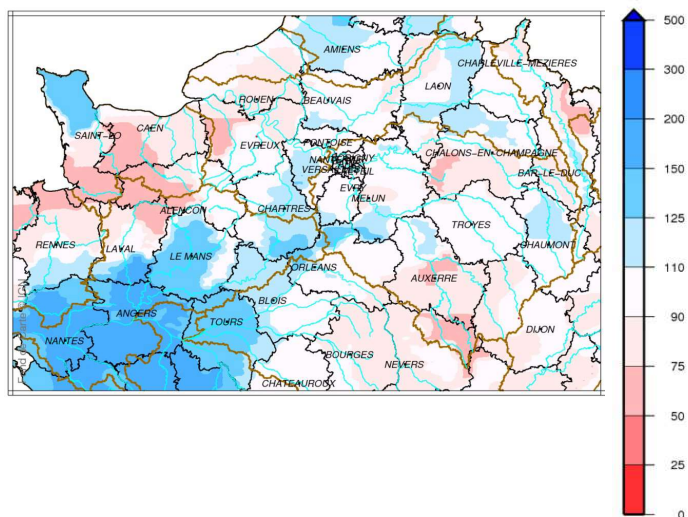 AMIENS
CHARLEVILLE-MEZIERES
LAON
ROUEN
BEAUVAIS
SAINT-LO
CAEN
EVREUX
PONTOISE
CHALONS-EN-CHAMPAGNE
BAR-LE-DUC
EVRY
MELUN
ALENCON
CHARTRES
TROYES
RENNES
LAVAL
LE MANS
CHAUMONT
ORLEANS
AUXERRE
BLOIS
ANGERS
TOURS
NANTES
BOURGES
DIJON
NEVERS
CHATEAUROUX
500
300
200
150
125
110
90
75
50
25
0